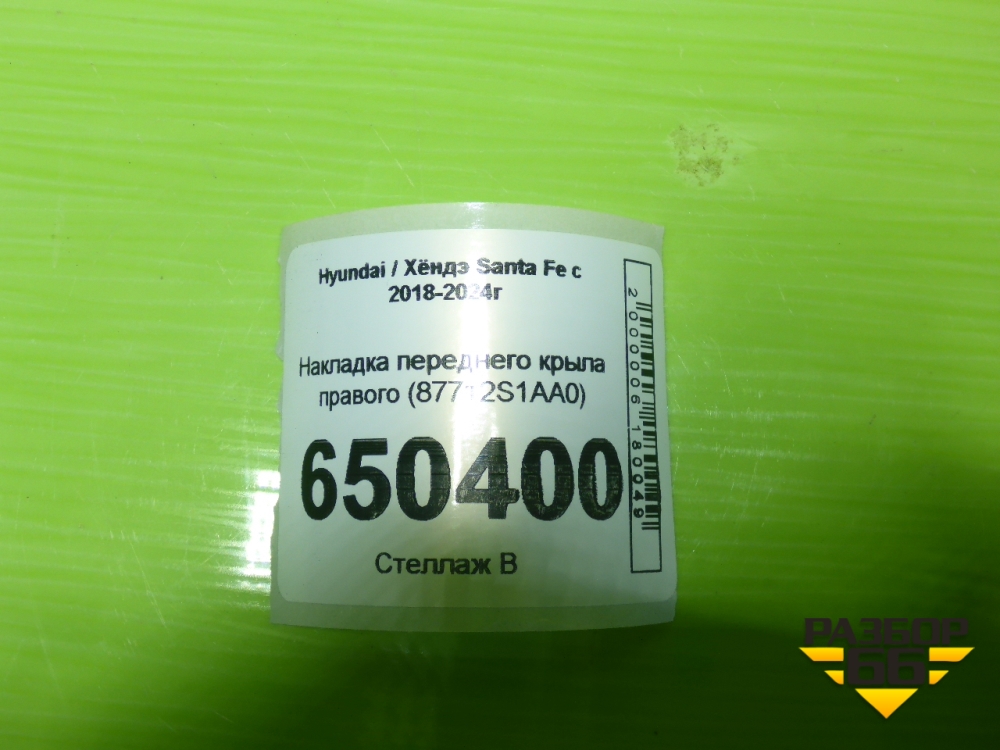 Hyundai / Хёндэ Santa Fe с
2018-2024г
Накладка переднего крыла
правого (87712S1AA0)
650400
Стеллаж В
2000006180049
РАЗБОР
66